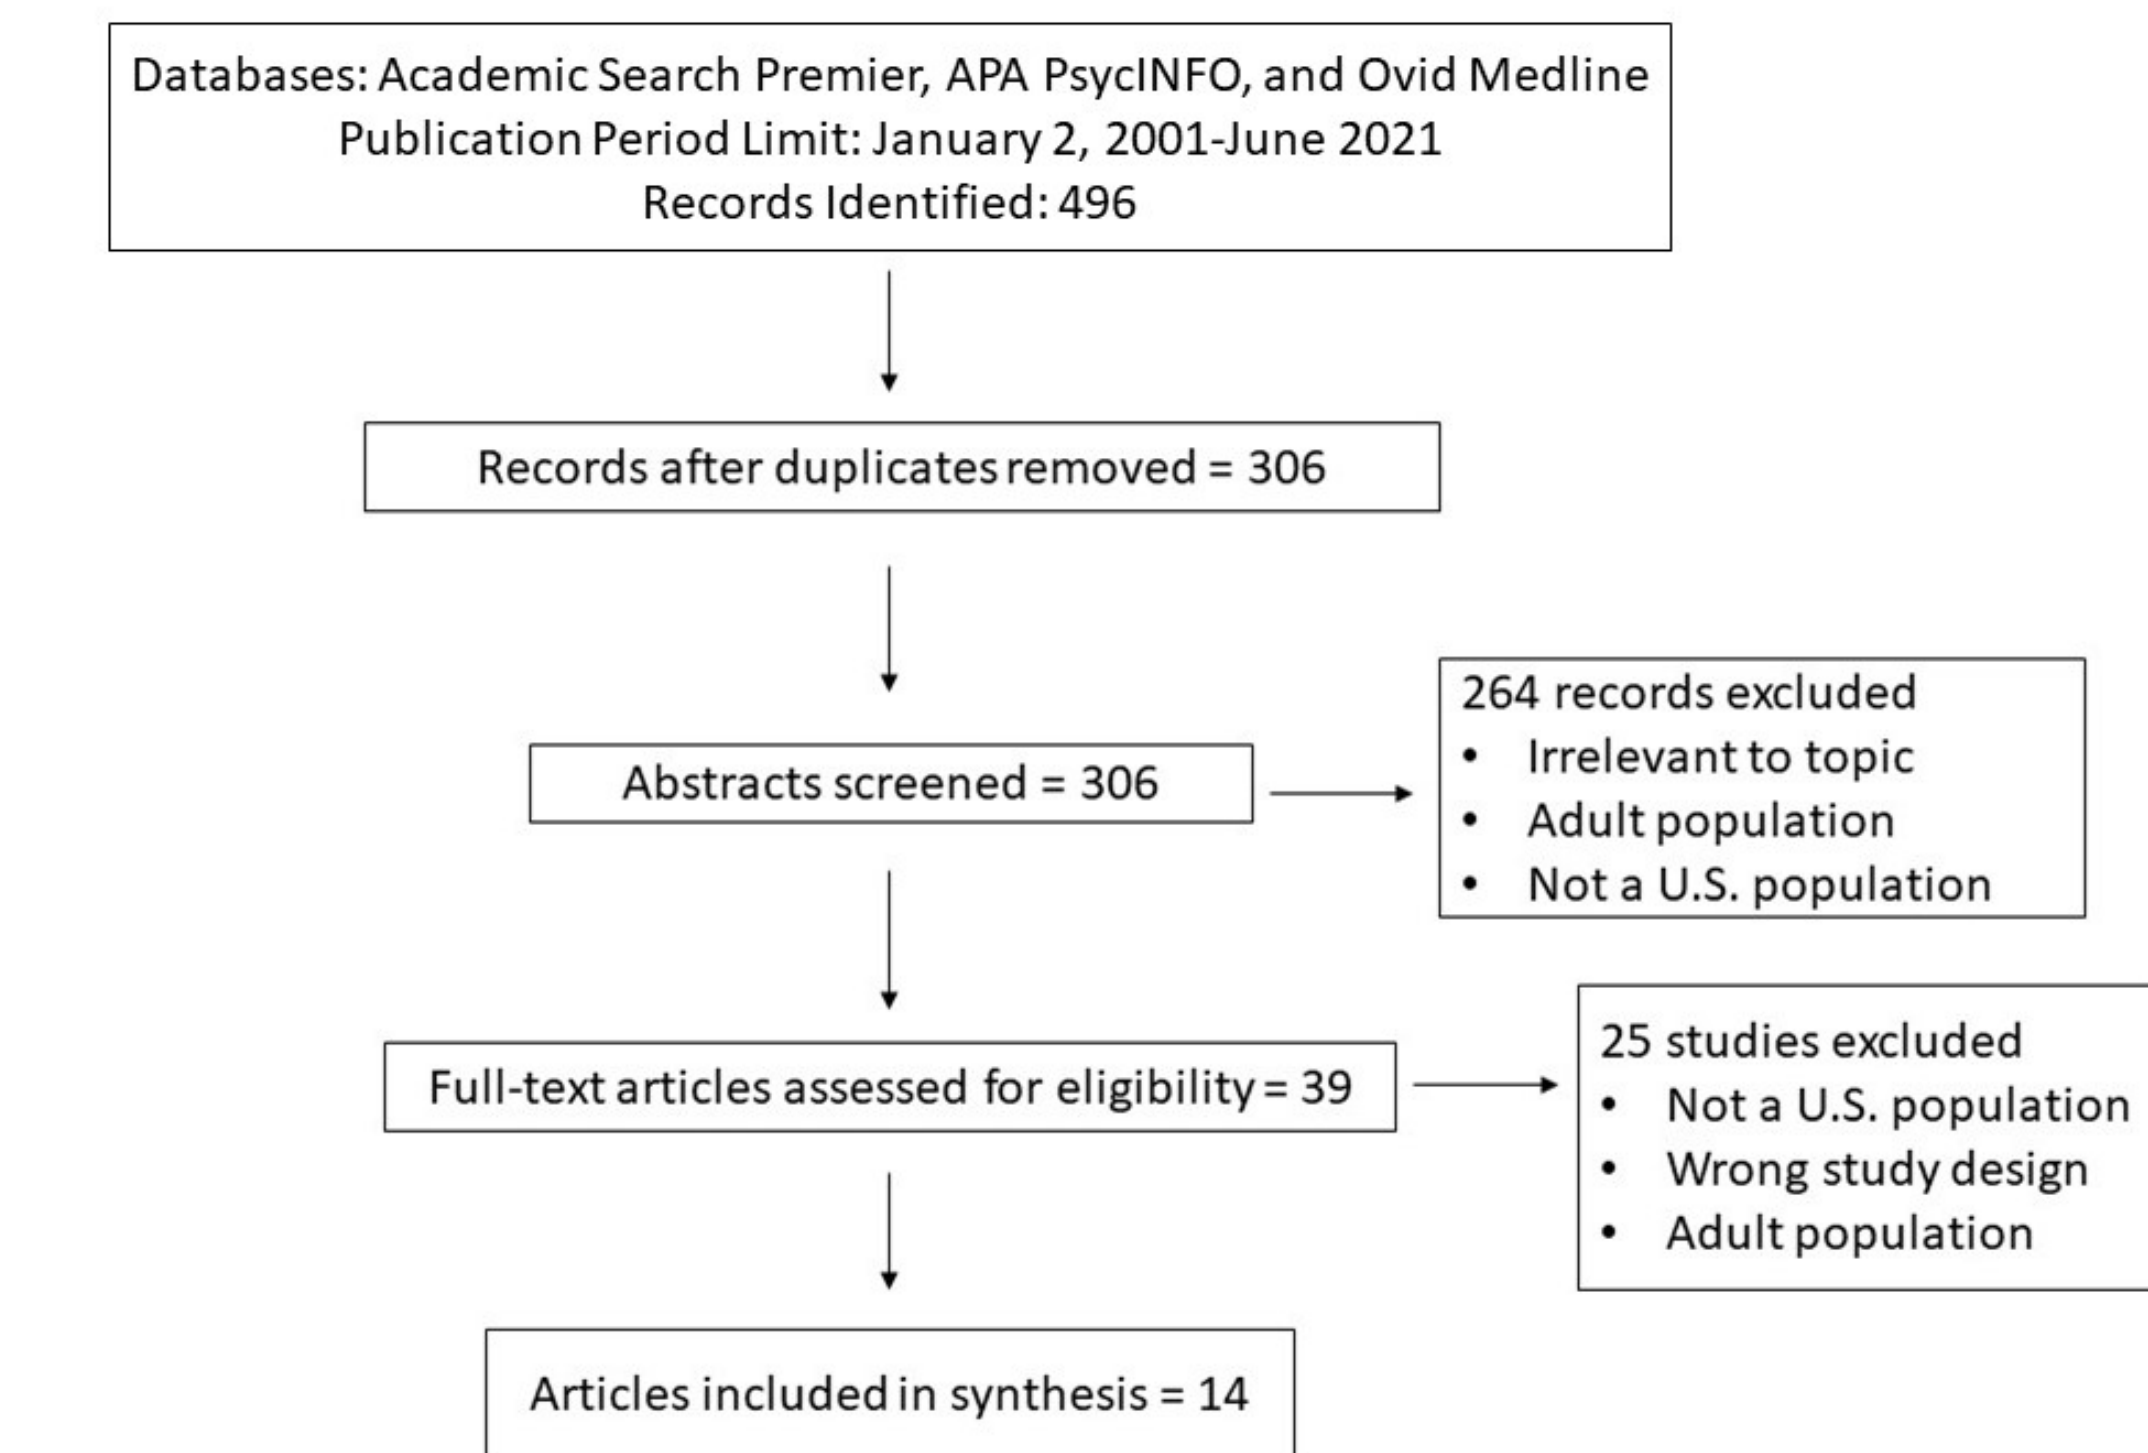 Databases: Academic Search Premier, APA PsycINFO, and Ovid Medline
Publication Period Limit: January 2, 2001-June 2021
Records Identified: 496
Records after duplicates removed = 306
Abstracts screened = 306
264 records excluded
• Irrelevant to topic
• Adult population
• Not a U.S. population
Full-text articles assessed for eligibility = 39
25 studies excluded
• Not a U.S. population
• Wrong study design
• Adult population
Articles included in synthesis = 14